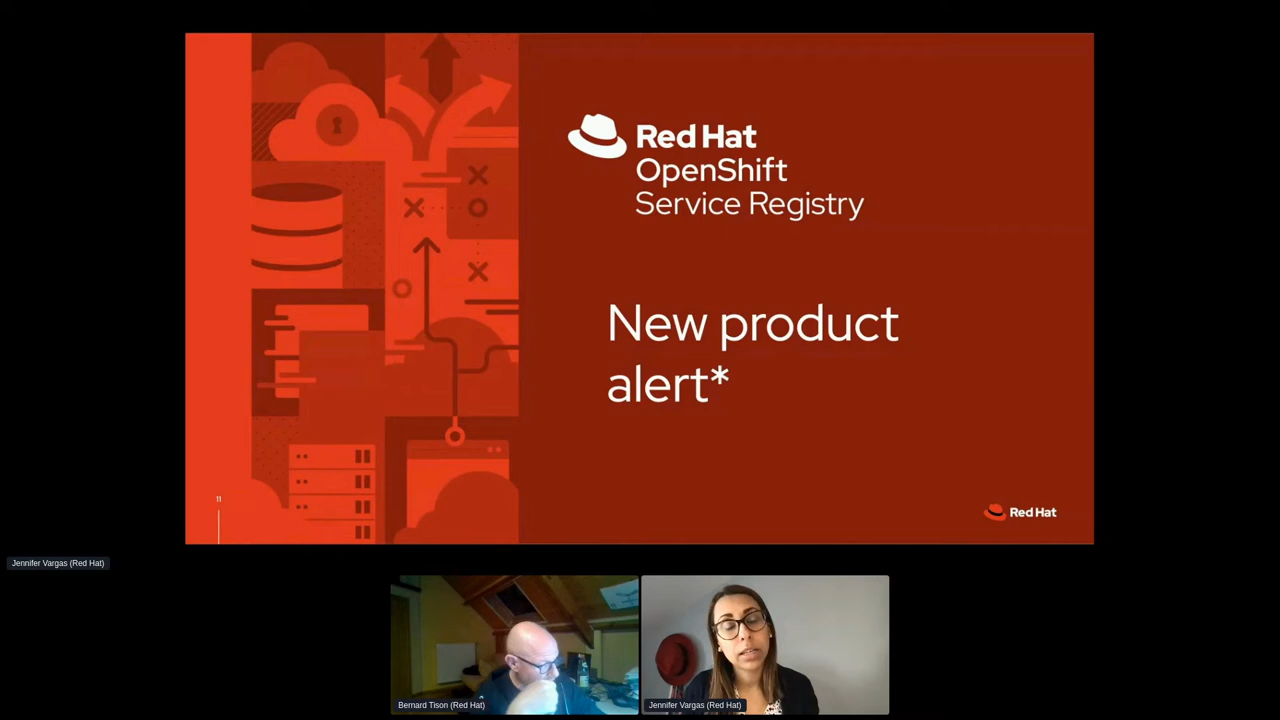 Red Hat
OpenShift
Service Registry
New product
alert*
11
Red Hat
Jennifer Vargas (Red Hat)
Bernard Tison (Red Hat)
Jennifer Vargas (Red Hat)